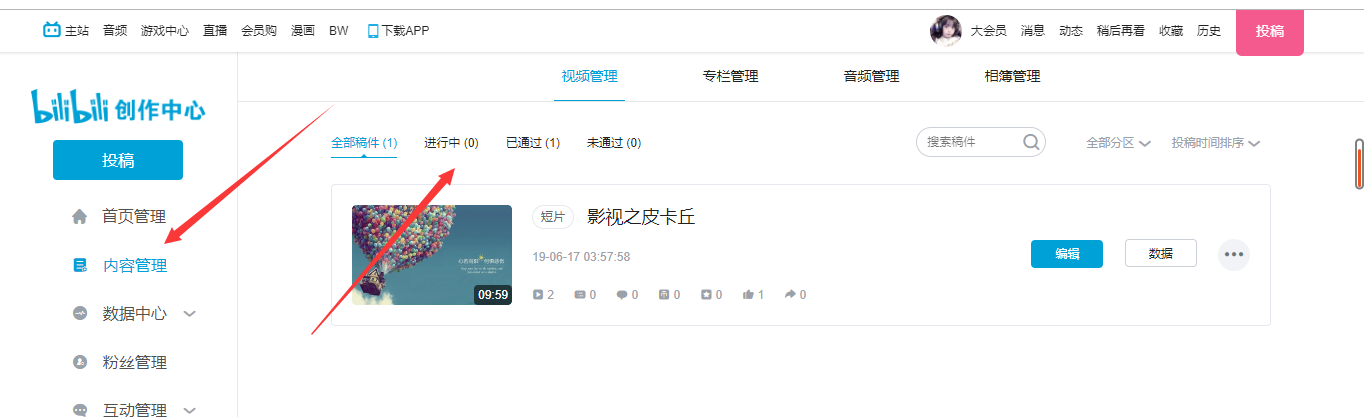 主站 音频 游戏中心 直播 会员购 漫画 BW 下载APP 大会员 消息 动态 稍后再看 收藏 历史 投稿
bilibili 创作中心
投稿
首页管理
内容管理
数据中心
粉丝管理
互动管理
视频管理 专栏管理 音频管理 相簿管理
全部稿件 (1) 进行中 (0) 已通过 (1) 未通过 (0) 搜索稿件 全部分区 投稿时间排序
09:59
短片 影视之皮卡丘
19-06-17 03:57:58
2 0 0 0 0 1 0
编辑 数据